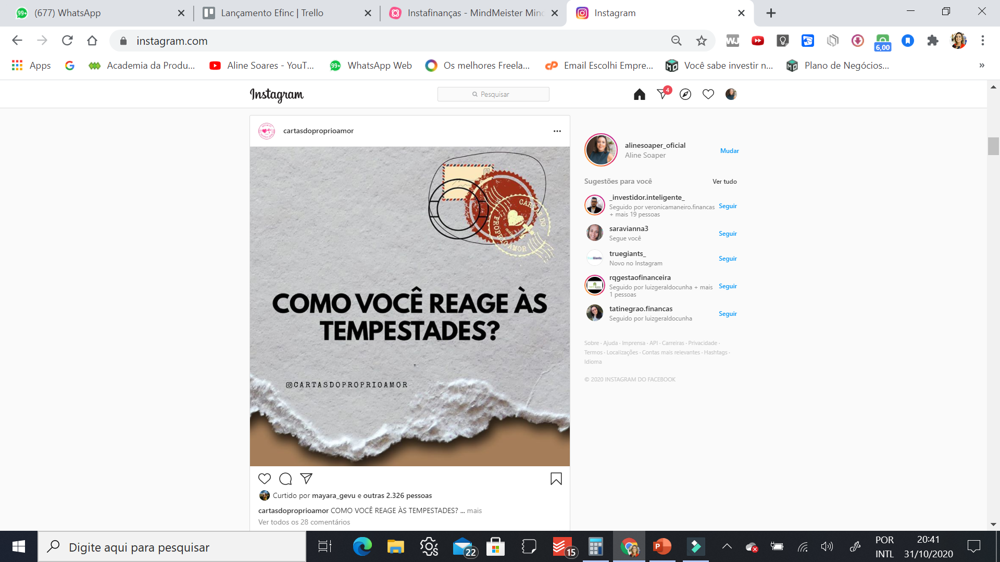 (677) WhatsApp
Lançamento Efinc | Trello
Instafinanças - MindMeister Mind
Instagram
instagram.com
6,00
Apps
Academia da Produ...
Aline Soares - YouT...
99+
WhatsApp Web
Os melhores Freela...
Email Escolhi Empre...
Você sabe investir n...
Plano de Negócios...
»
Instagram
Pesquisar
4
cartasdoproprioamor
CARTAS DO
PRÓPRIO AMOR
COMO VOCÊ REAGE ÀS
TEMPESTADES?
@CARTASDOPROPRIOAMOR
Curtido por mayara_gevu e outras 2.326 pessoas
cartasdoproprioamor COMO VOCÊ REAGE ÀS TEMPESTADES? ... mais
Ver todos os 28 comentários
alinesoaper_oficial
Aline Soaper
Mudar
Sugestões para você
Ver tudo
_investidor.inteligente_
Seguido por veronicamaneiro.financas
+ mais 19 pessoas
Seguir
saravianna3
Segue você
Seguir
truegiants_
Novo no Instagram
Seguir
rqgestaofinanceira
Seguido por luizgeraldocunha + mais
1 pessoas
Seguir
tatinegrao.financas
Seguido por luizgeraldocunha
Seguir
Sobre · Ajuda · Imprensa · API · Carreiras · Privacidade ·
Termos · Localizações · Contas mais relevantes · Hashtags ·
Idioma
© 2020 INSTAGRAM DO FACEBOOK
Digite aqui para pesquisar
22
15
POR
INTL
20:41
31/10/2020